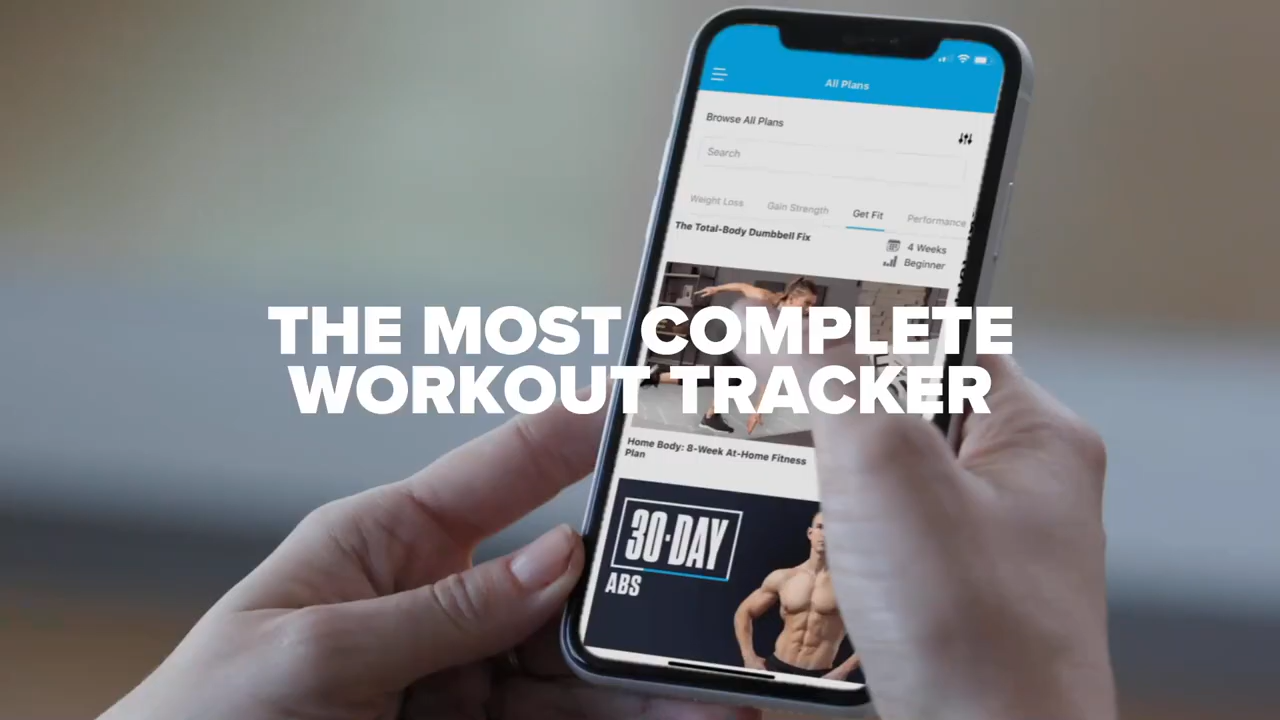 All Plans
Browse All Plans
Search
Weight Loss
Gain Strength
Get Fit
Performance
The Total-Body Dumbbell Fix
4 Weeks
Beginner
THE MOST COMPLETE
WORKOUT TRACKER
Home Body: 8-Week At-Home Fitness
Plan
30·DAY
ABS